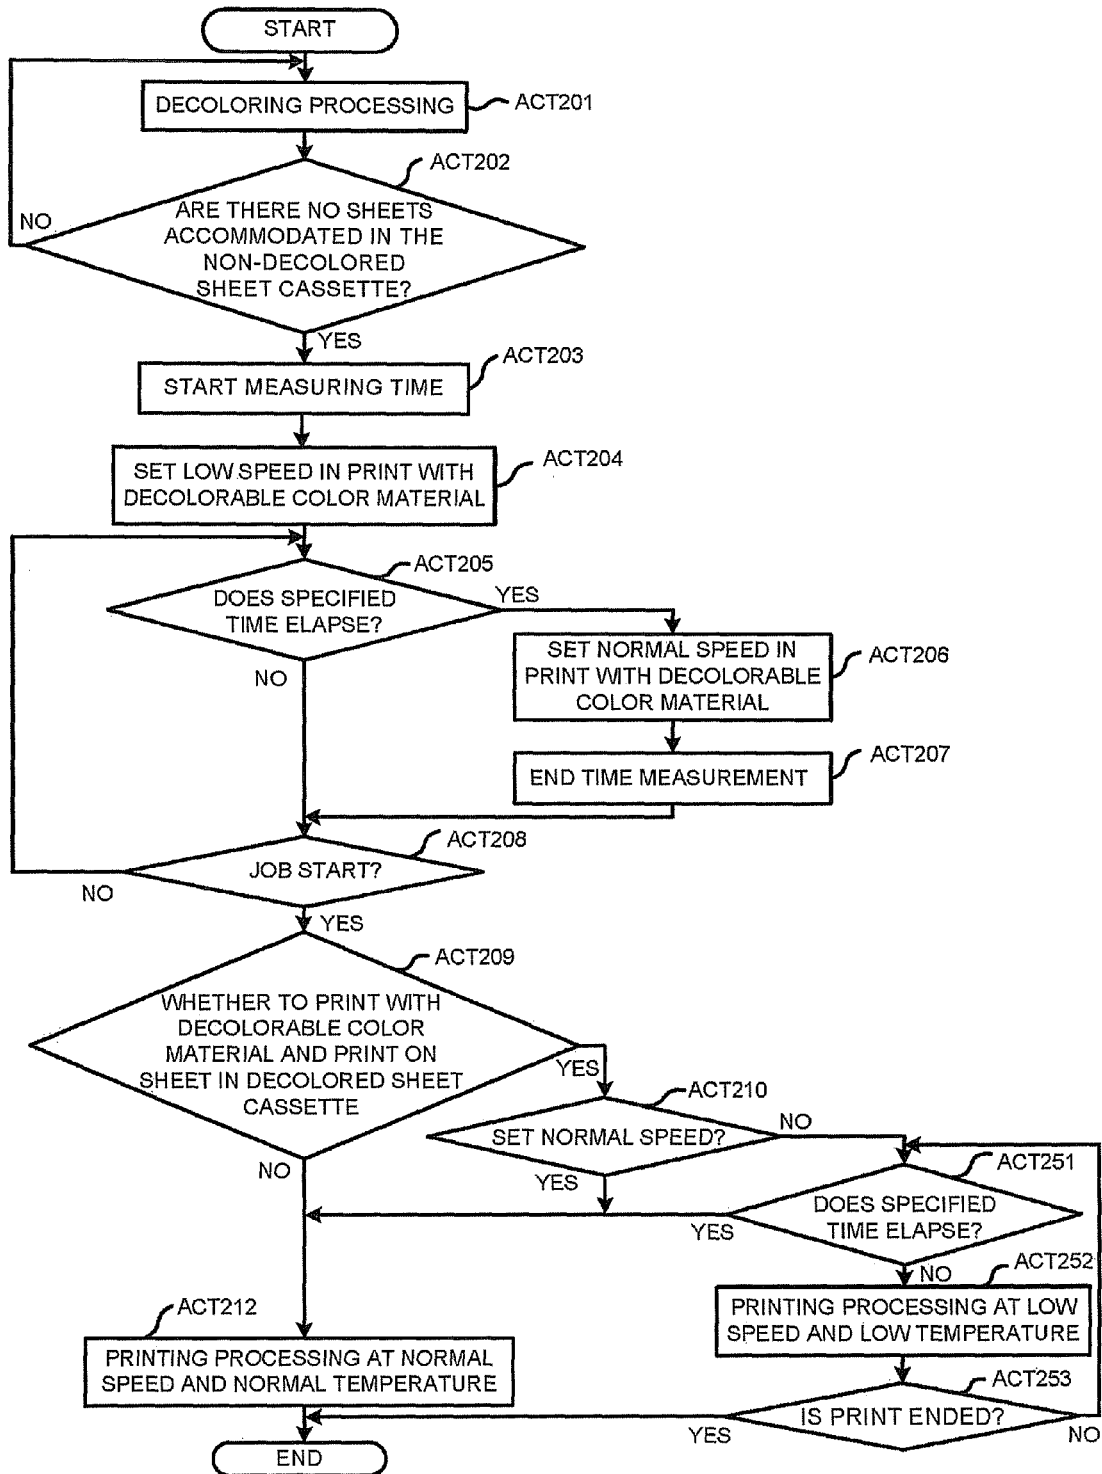 START
DECOLORING PROCESSING
ACT201
ACT202
ARE THERE NO SHEETS
ACCOMMODATED IN THE
NON-DECOLORED
SHEET CASSETTE?
NO
YES
ACT203
START MEASURING TIME
ACT204
SET LOW SPEED IN PRINT WITH
DECOLORABLE COLOR MATERIAL
ACT205
DOES SPECIFIED
TIME ELAPSE?
YES
NO
SET NORMAL SPEED IN
PRINT WITH DECOLORABLE
COLOR MATERIAL
ACT206
END TIME MEASUREMENT
ACT207
ACT208
JOB START?
NO
YES
ACT209
WHETHER TO PRINT WITH
DECOLORABLE COLOR
MATERIAL AND PRINT ON
SHEET IN DECOLORED SHEET
CASSETTE
YES
NO
ACT210
SET NORMAL SPEED?
NO
YES
ACT251
DOES SPECIFIED
TIME ELAPSE?
YES
NO
ACT252
PRINTING PROCESSING AT LOW
SPEED AND LOW TEMPERATURE
ACT212
PRINTING PROCESSING AT NORMAL
SPEED AND NORMAL TEMPERATURE
ACT253
IS PRINT ENDED?
YES
NO
END